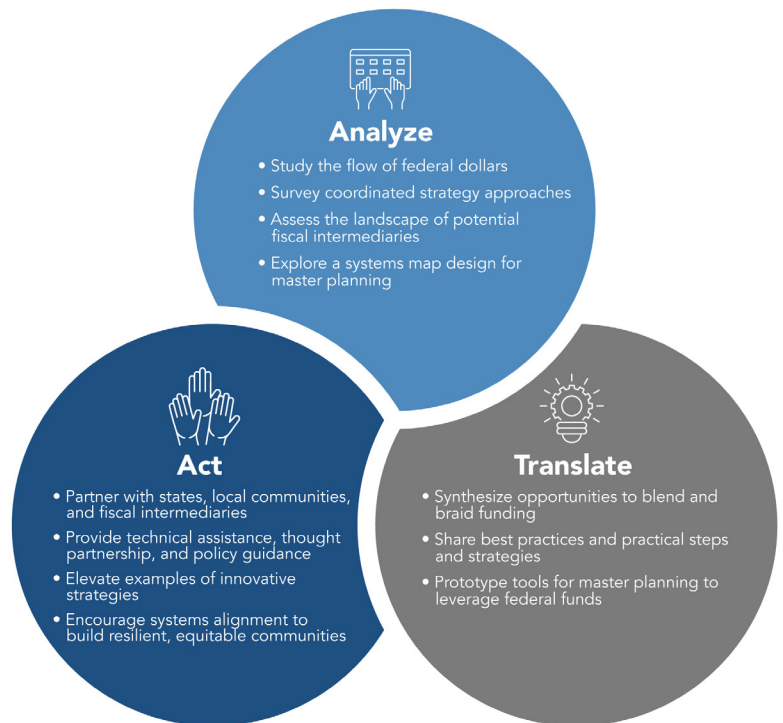 Analyze
• Study the flow of federal dollars
• Survey coordinated strategy approaches
• Assess the landscape of potential
fiscal intermediaries
• Explore a systems map design for
master planning
Act
• Partner with states, local communities,
and fiscal intermediaries
• Provide technical assistance, thought
partnership, and policy guidance
• Elevate examples of innovative
strategies
• Encourage systems alignment to
build resilient, equitable communities
Translate
• Synthesize opportunities to blend and
braid funding
• Share best practices and practical steps
and strategies
• Prototype tools for master planning to
leverage federal funds